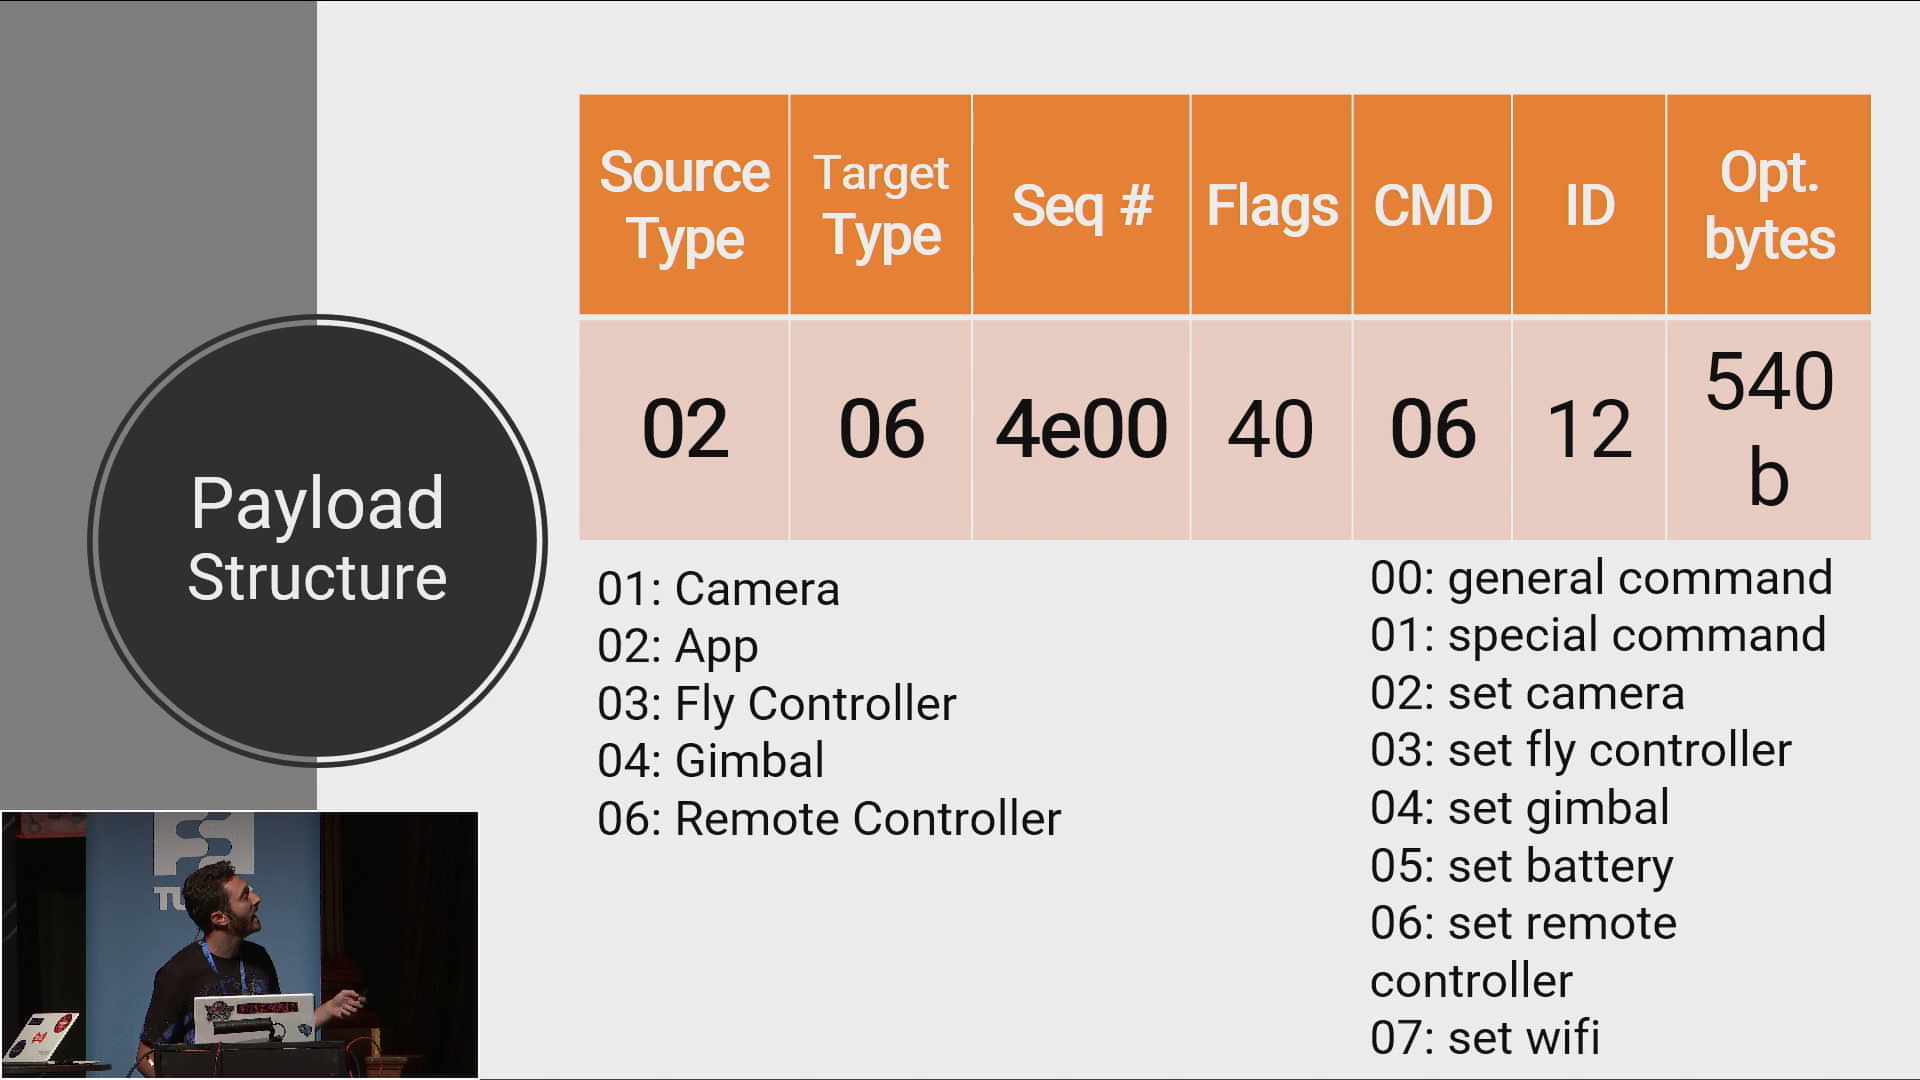 Source
Type
Target
Type
Seq #
Flags
CMD
ID
Opt.
bytes
02
06
4e00
40
06
12
540
b
Payload
Structure
01: Camera
02: App
03: Fly Controller
04: Gimbal
06: Remote Controller
00: general command
01: special command
02: set camera
03: set fly controller
04: set gimbal
05: set battery
06: set remote
controller
07: set wifi